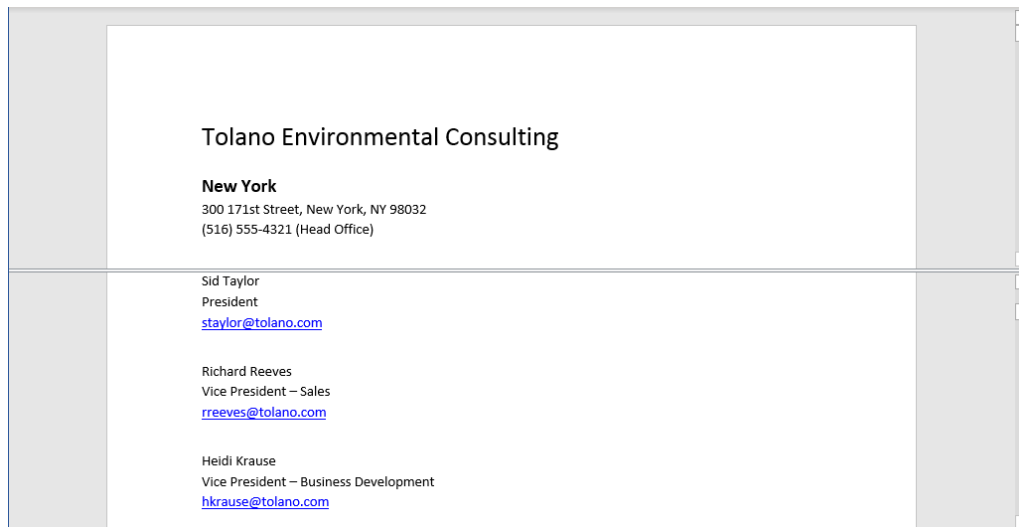 Tolano Environmental Consulting
New York
300 171st Street, New York, NY 98032
(516) 555-4321 (Head Office)
Sid Taylor
President
staylor@tolano.com
Richard Reeves
Vice President – Sales
rreeves@tolano.com
Heidi Krause
Vice President – Business Development
hkrause@tolano.com